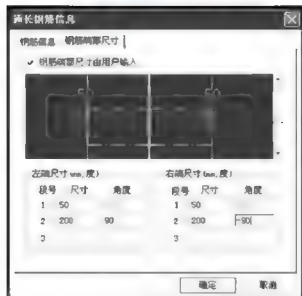 通长钢筋信息
钢筋信息 钢筋端部尺寸
钢筋端部尺寸由用户输入
左端尺寸(mm,度) 右端尺寸(mm,度)
段号 尺寸 角度 段号 尺寸 角度
1 50 1 50
2 200 90 2 200 -90
3 3
确定 取消